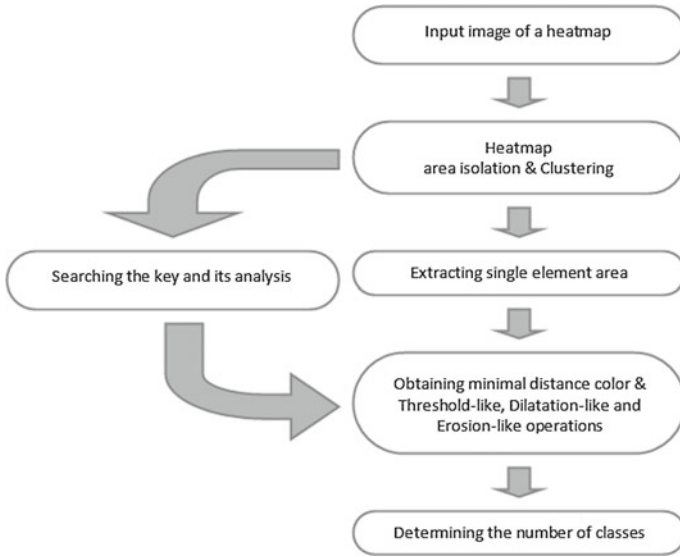 Input image of a heatmap
Heatmap
area isolation & Clustering
Searching the key and its analysis
Extracting single element area
Obtaining minimal distance color &
Threshold-like, Dilatation-like and
Erosion-like operations
Determining the number of classes